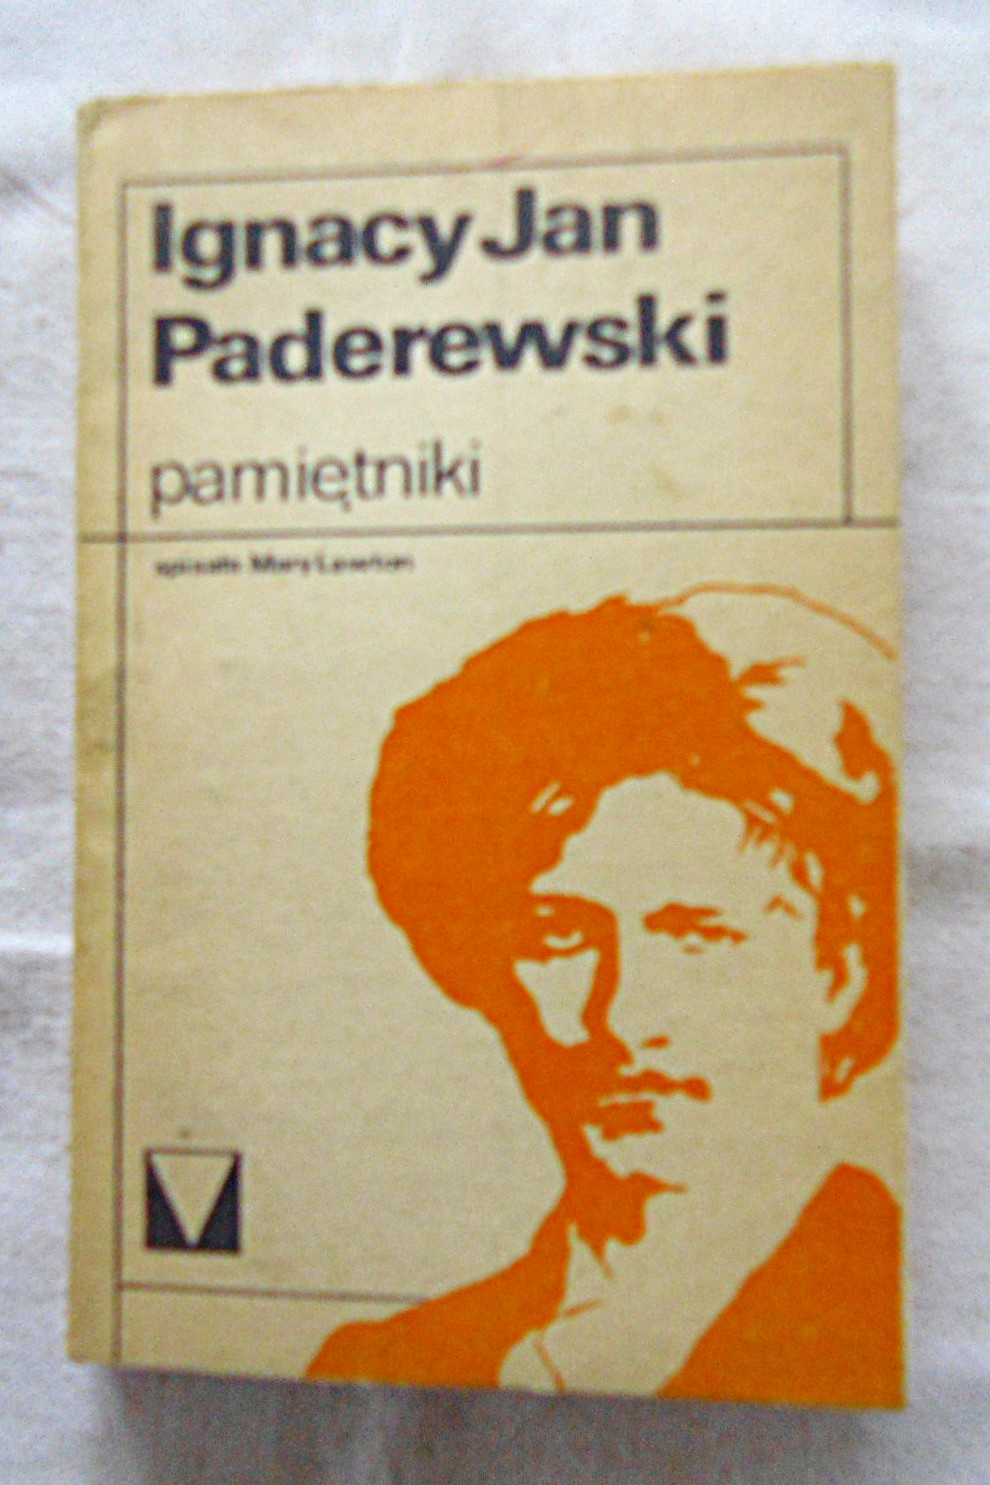 Ignacy Jan
Paderewski
pamiętniki
spisała Mary Lawton